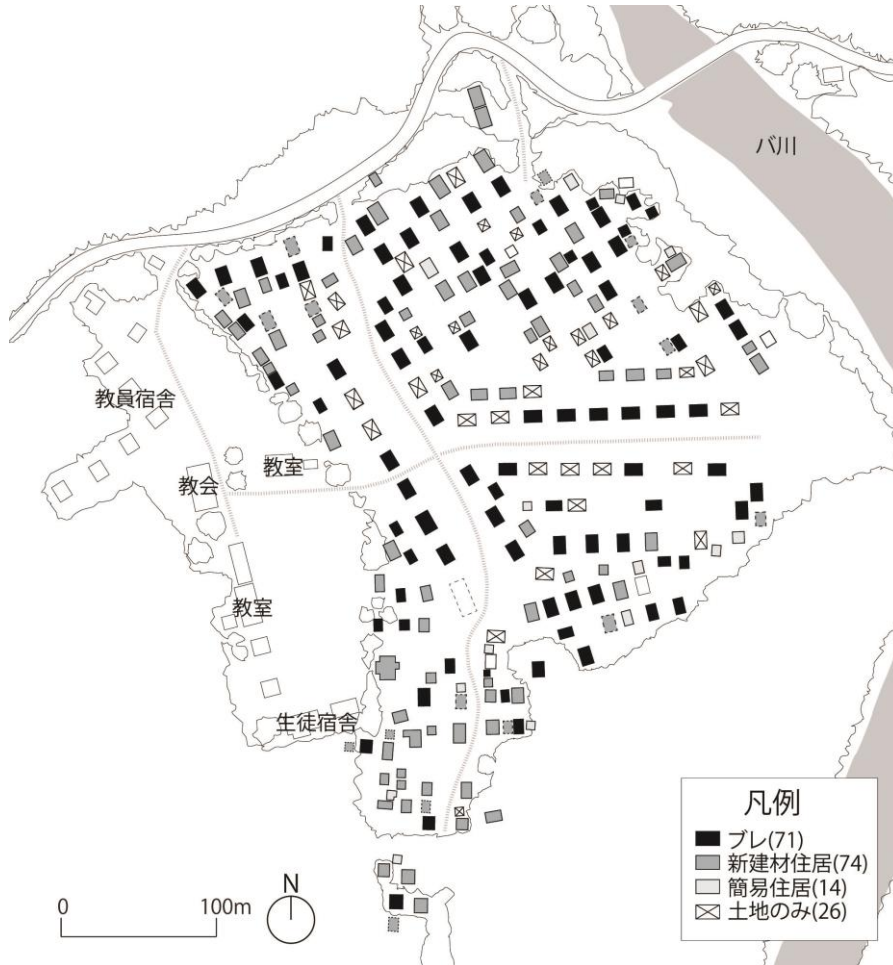 バ川
教員宿舎
教室
教会
教室
生徒宿舎
凡例
ブレ(71)
新建材住居(74)
簡易住居(14)
土地のみ(26)
0 100m
N